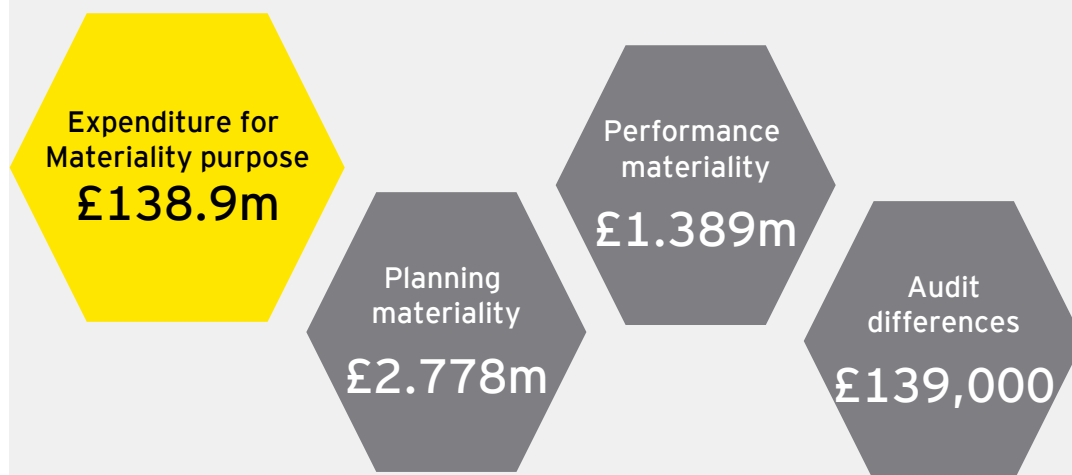 Expenditure for
Materiality purpose
£138.9m
Planning
materiality
£2.778m
Performance
materiality
£1.389m
Audit
differences
£139,000